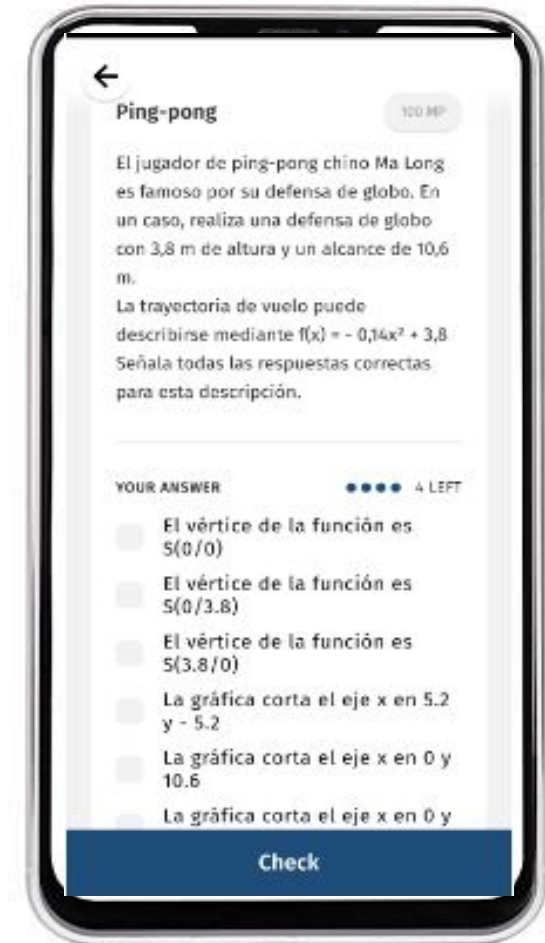 Ping-pong
100 MP
El jugador de ping-pong chino Ma Long
es famoso por su defensa de globo. En
un caso, realiza una defensa de globo
con 3,8 m de altura y un alcance de 10,6
m.
La trayectoria de vuelo puede
describirse mediante f(x) = - 0,14x² + 3,8
Señala todas las respuestas correctas
para esta descripción.
YOUR ANSWER
4 LEFT
El vértice de la función es
S(0/0)
El vértice de la función es
S(0/3.8)
El vértice de la función es
S(3.8/0)
La gráfica corta el eje x en 5.2
y - 5.2
La gráfica corta el eje x en 0 y
10.6
La gráfica corta el eje x en 0 y
Check